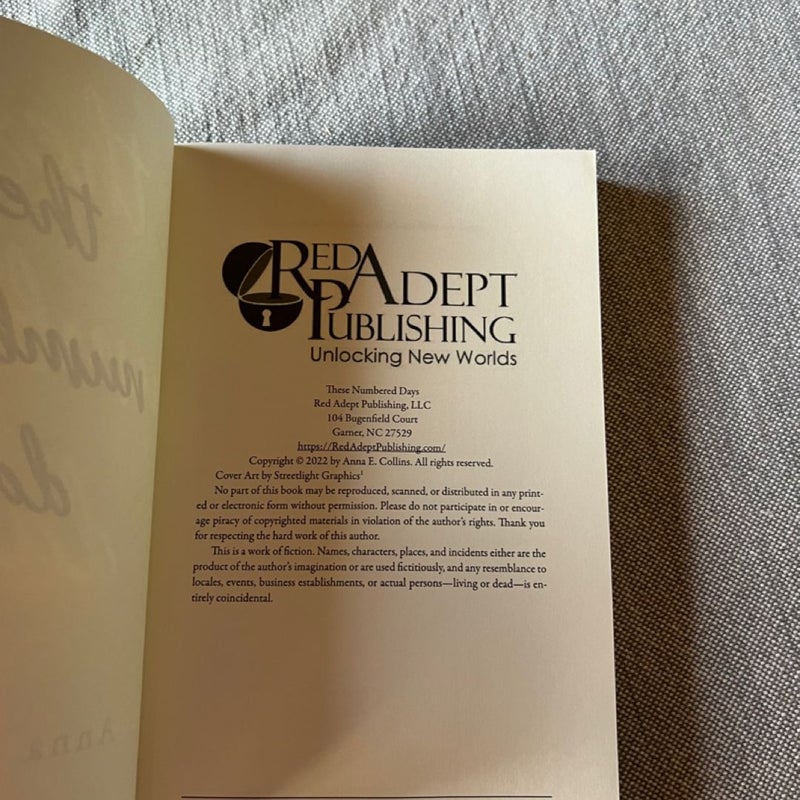 RED ADEPT
PUBLISHING
Unlocking New Worlds
These Numbered Days
Red Adept Publishing, LLC
104 Bugenfield Court
Garner, NC 27529
https://RedAdeptPublishing.com/
Copyright © 2022 by Anna E. Collins. All rights reserved.
Cover Art by Streetlight Graphics¹
No part of this book may be reproduced, scanned, or distributed in any print-
ed or electronic form without permission. Please do not participate in or encour-
age piracy of copyrighted materials in violation of the author's rights. Thank you
for respecting the hard work of this author.
This is a work of fiction. Names, characters, places, and incidents either are the
product of the author's imagination or are used fictitiously, and any resemblance to
locales, events, business establishments, or actual persons—living or dead—is en-
tirely coincidental.